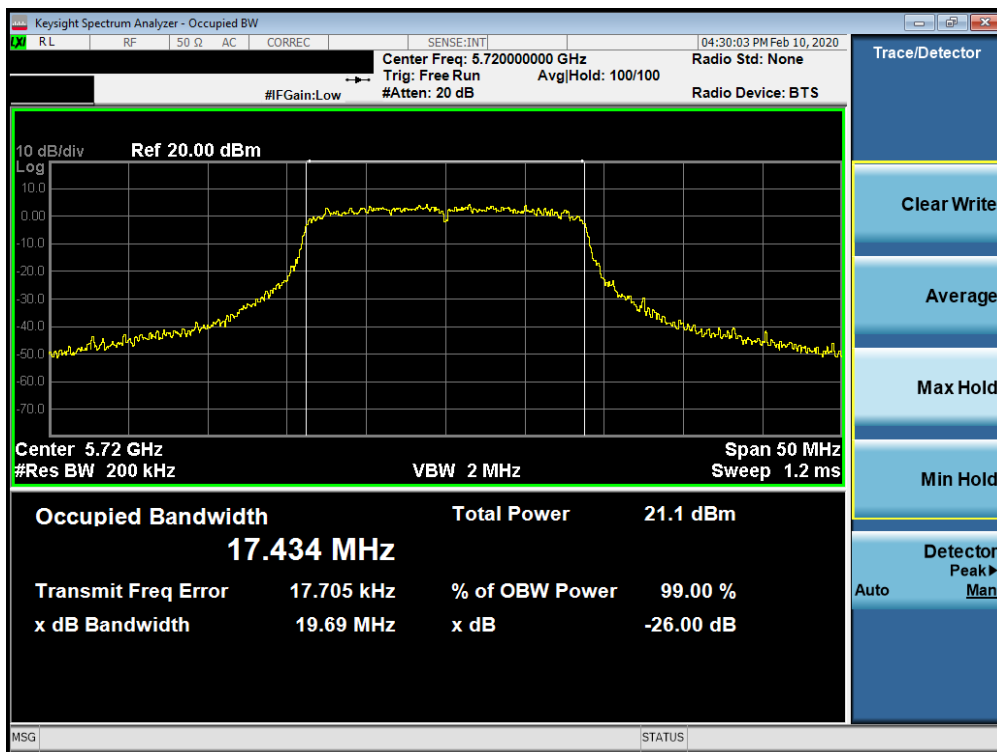 Keysight Spectrum Analyzer - Occupied BW
LXI RL RF 50 Ω AC CORREC SENSE:INT 04:30:03 PM Feb 10, 2020
Center Freq: 5.720000000 GHz Radio Std: None
Trig: Free Run Avg|Hold: 100/100
#IFGain:Low #Atten: 20 dB Radio Device: BTS
10 dB/div Ref 20.00 dBm
Log
10.0
0.00
-10.0
-20.0
-30.0
-40.0
-50.0
-60.0
-70.0
Center 5.72 GHz Span 50 MHz
#Res BW 200 kHz VBW 2 MHz Sweep 1.2 ms
Occupied Bandwidth Total Power 21.1 dBm
17.434 MHz
Transmit Freq Error 17.705 kHz % of OBW Power 99.00 %
x dB Bandwidth 19.69 MHz x dB -26.00 dB
MSG STATUS
Trace/Detector
Clear Write
Average
Max Hold
Min Hold
Detector
Peak▶
Auto Man